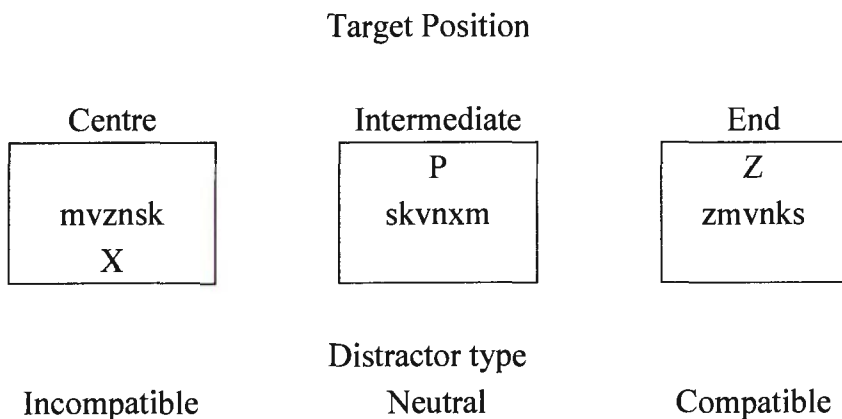 Target Position
Centre Intermediate End
P Z
mvznsk skvnxm zmvnks
X
Distractor type
Incompatible Neutral Compatible